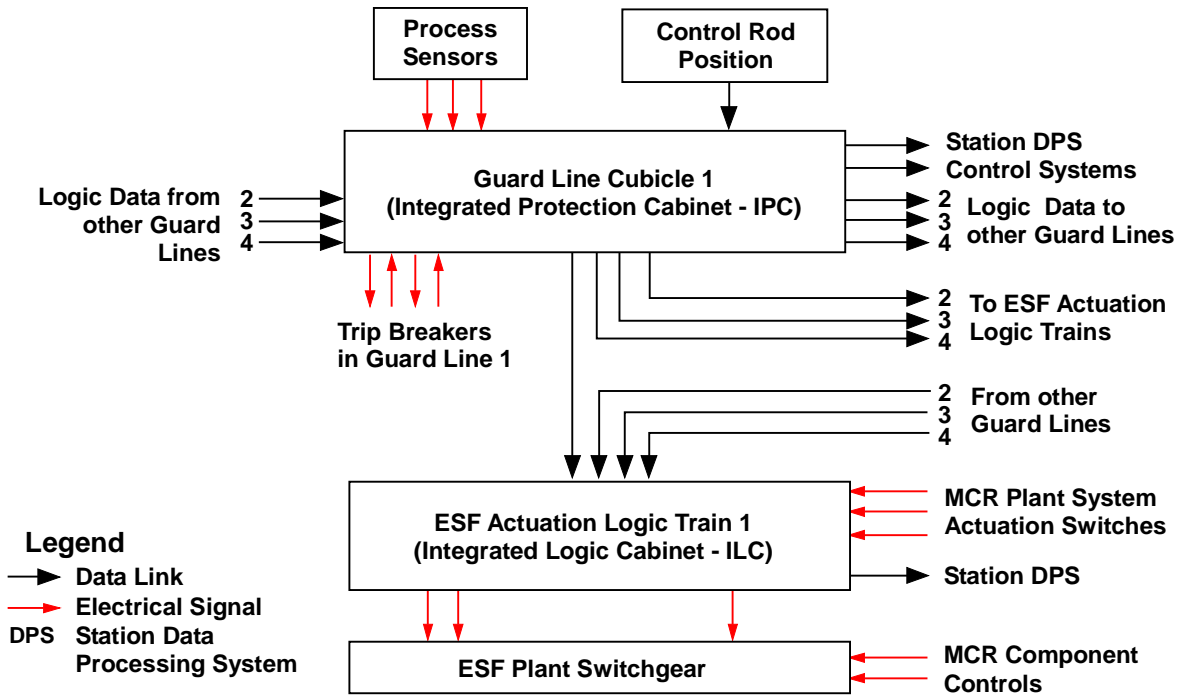 Process
Sensors
Control Rod
Position
Guard Line Cubicle 1
(Integrated Protection Cabinet - IPC)
Station DPS
Control Systems
Logic Data from
other Guard
Lines
2
3
4
2
3
4
Logic Data to
other Guard Lines
Trip Breakers
in Guard Line 1
2
3
4
To ESF Actuation
Logic Trains
2
3
4
From other
Guard Lines
ESF Actuation Logic Train 1
(Integrated Logic Cabinet - ILC)
MCR Plant System
Actuation Switches
Station DPS
Legend
Data Link
Electrical Signal
DPS Station Data
Processing System
ESF Plant Switchgear
MCR Component
Controls